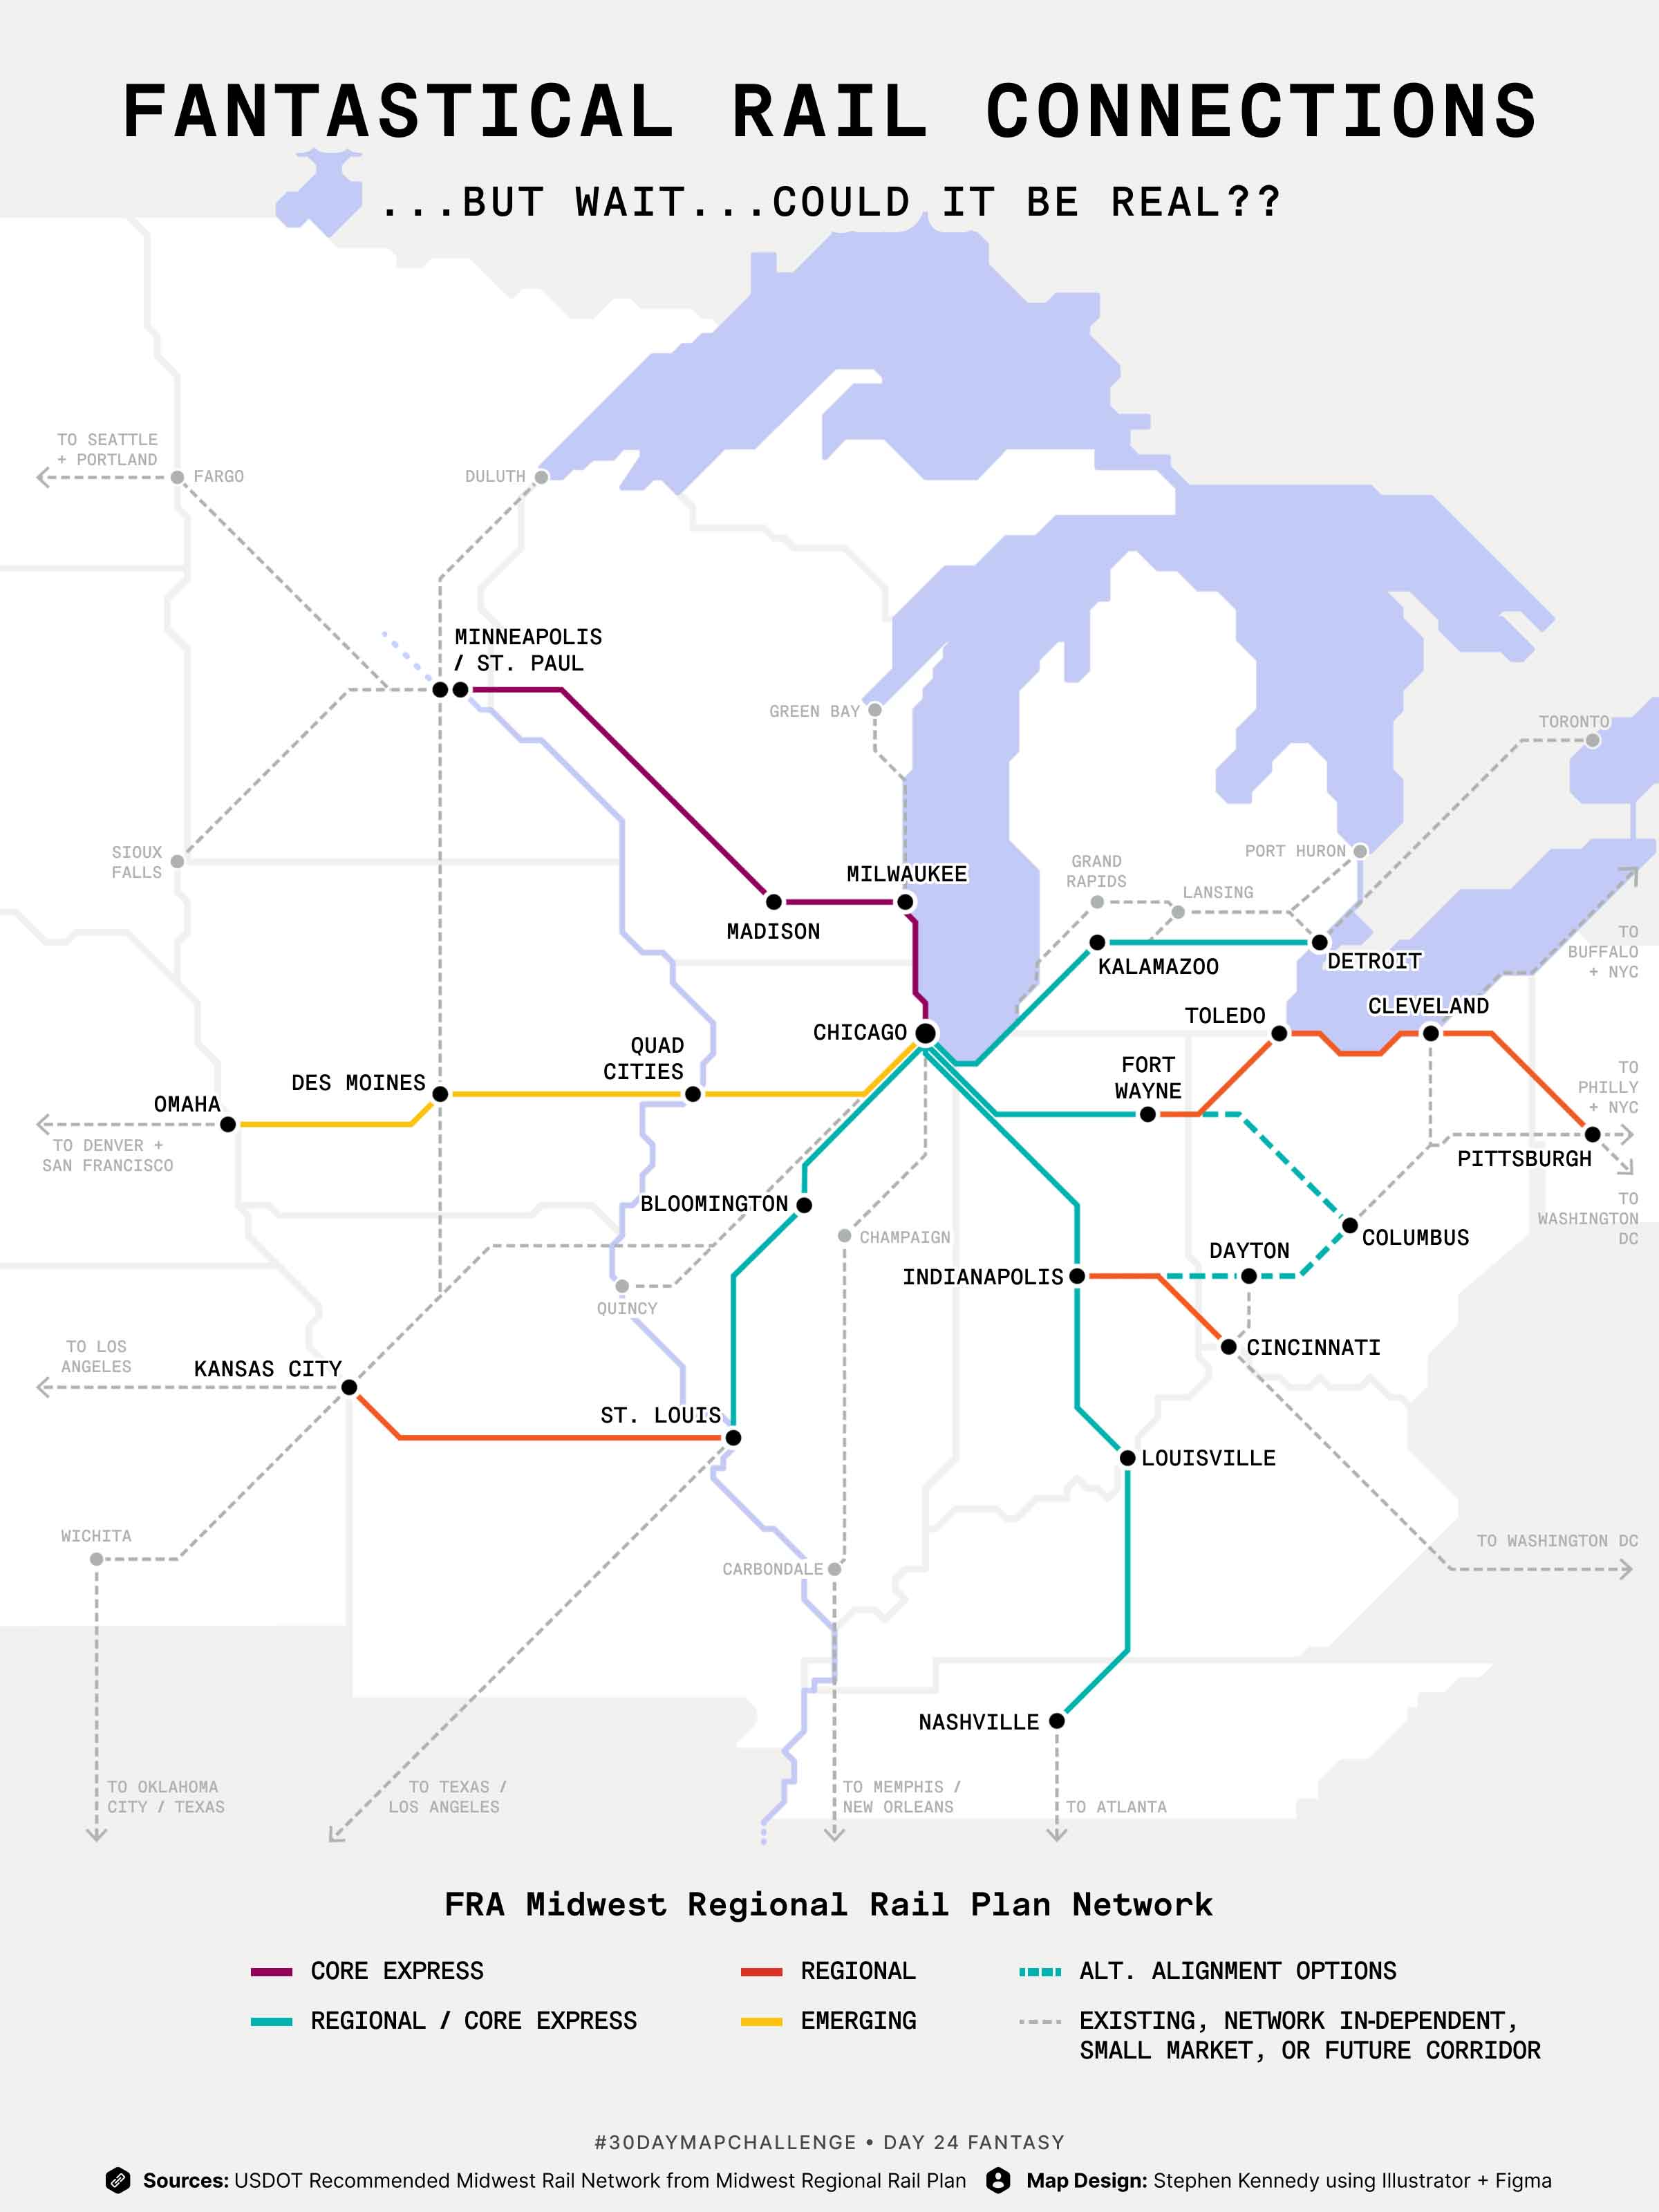 FANTASTICAL RAIL CONNECTIONS
...BUT WAIT...COULD IT BE REAL??
TO SEATTLE
+ PORTLAND
FARGO
DULUTH
MINNEAPOLIS
/ ST. PAUL
GREEN BAY
TORONTO
SIOUX
FALLS
MADISON
MILWAUKEE
GRAND
RAPIDS
LANSING
PORT HURON
KALAMAZOO
DETROIT
TO
BUFFALO
+ NYC
CHICAGO
TOLEDO
CLEVELAND
QUAD
CITIES
DES MOINES
OMAHA
TO DENVER +
SAN FRANCISCO
FORT
WAYNE
TO
PHILLY
+ NYC
PITTSBURGH
TO
WASHINGTON
DC
BLOOMINGTON
CHAMPAIGN
COLUMBUS
DAYTON
INDIANAPOLIS
QUINCY
CINCINNATI
TO LOS
ANGELES
KANSAS CITY
ST. LOUIS
LOUISVILLE
WICHITA
CARBONDALE
TO WASHINGTON DC
NASHVILLE
TO OKLAHOMA
CITY / TEXAS
TO TEXAS /
LOS ANGELES
TO MEMPHIS /
NEW ORLEANS
TO ATLANTA
FRA Midwest Regional Rail Plan Network
CORE EXPRESS
REGIONAL / CORE EXPRESS
REGIONAL
EMERGING
ALT. ALIGNMENT OPTIONS
EXISTING, NETWORK IN-DEPENDENT,
SMALL MARKET, OR FUTURE CORRIDOR
#30DAYMAPCHALLENGE • DAY 24 FANTASY
Sources: USDOT Recommended Midwest Rail Network from Midwest Regional Rail Plan
Map Design: Stephen Kennedy using Illustrator + Figma